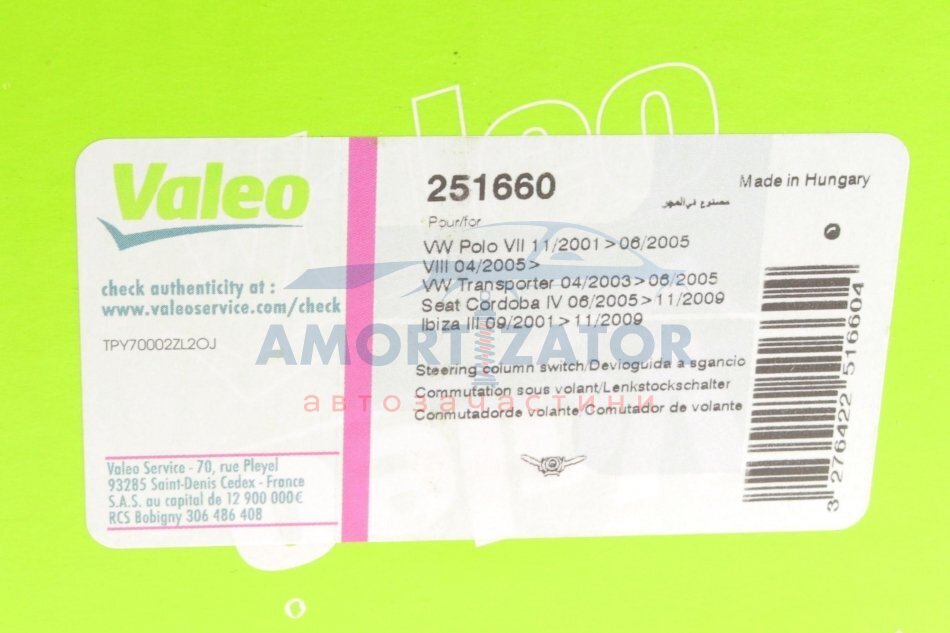 Valeo
check authenticity at :
www.valeoservice.com/check
TPY70002ZL2OJ
Valeo Service - 70, rue Pleyel
93285 Saint-Denis Cedex - France
S.A.S. au capital de 12 900 000€
RCS Bobigny 306 486 408
251660
Made in Hungary
مصنوع في المجر
Pour/for
VW Polo VII 11/2001>06/2005
VIII 04/2005>
VW Transporter 04/2003>06/2005
Seat Cordoba IV 06/2005>11/2009
Ibiza III 09/2001>11/2009
Steering column switch/Devioguida a sgancio
Commutation sous volant/Lenkstockschalter
Conmutadorde volante/Comutador de volante
3 276422 516604
AMORTIZATOR
автозапчастини